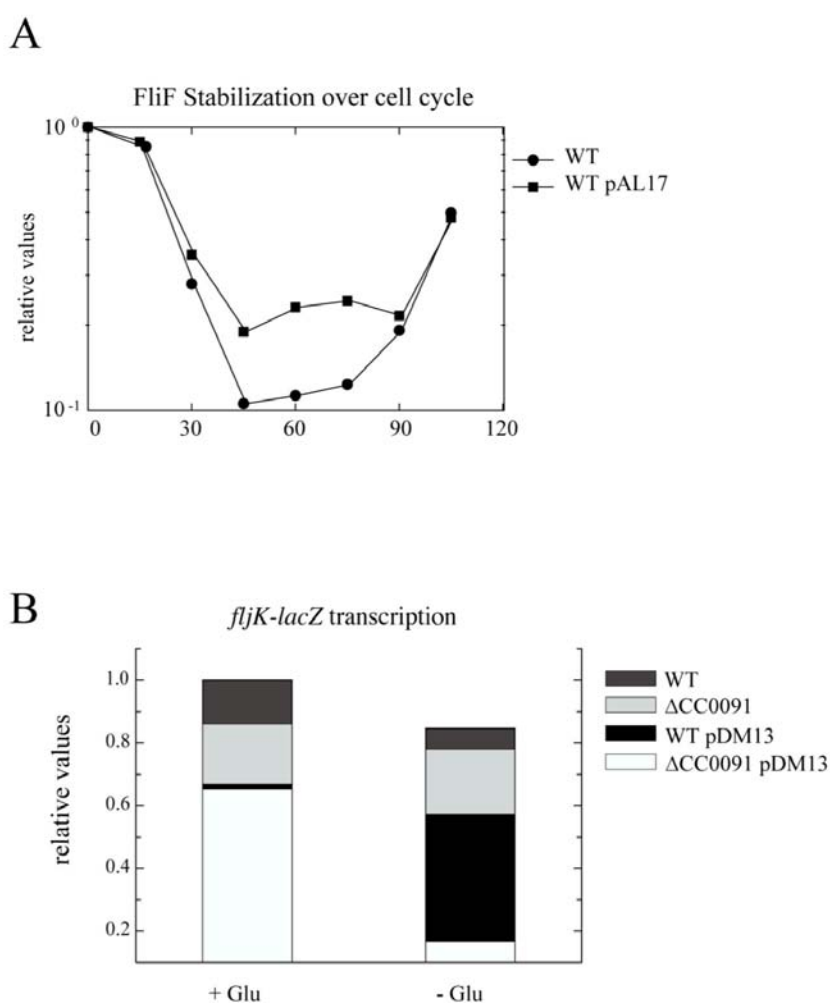 A
FliF Stabilization over cell cycle
10 0
10 -1
relative values
0 30 60 90 120
WT
WT pAL17
B
fljK-lacZ transcription
1.0
0.8
0.6
0.4
0.2
relative values
+ Glu - Glu
WT
ΔCC0091
WT pDM13
ΔCC0091 pDM13